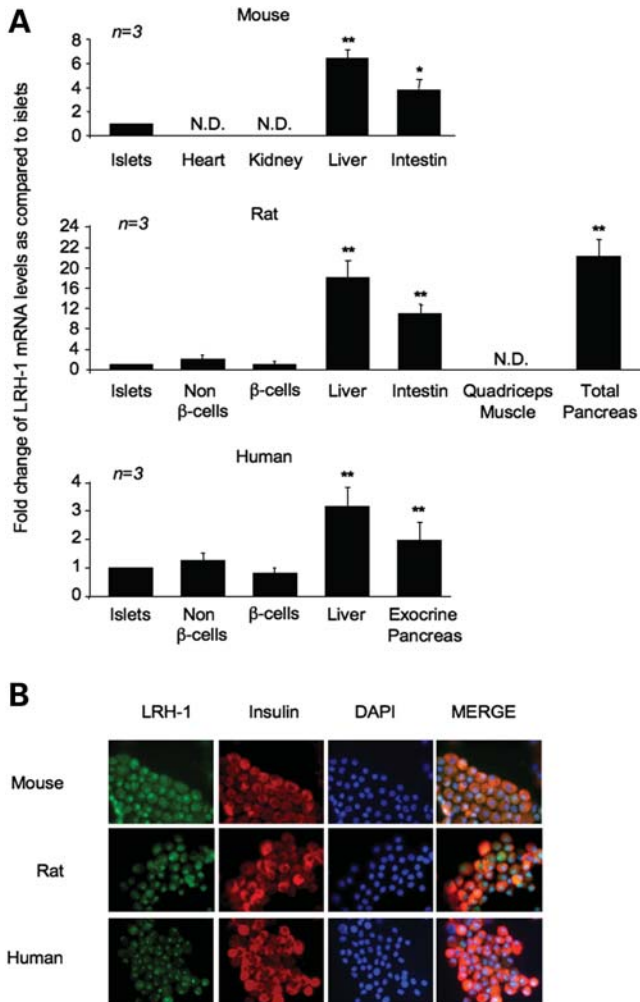 A
Fold change of LRH-1 mRNA levels as compared to islets
Mouse
n=3
8
6
4
2
0
**
*
N.D.
N.D.
Islets Heart Kidney Liver Intestin
Rat
n=3
24
20
16
12
8
4
0
**
**
N.D.
**
Islets Non β-cells Liver Intestin Quadriceps Total
β-cells Muscle Pancreas
Human
n=3
4
3
2
1
0
**
**
Islets Non β-cells Liver Exocrine
β-cells Pancreas
B
LRH-1 Insulin DAPI MERGE
Mouse
Rat
Human